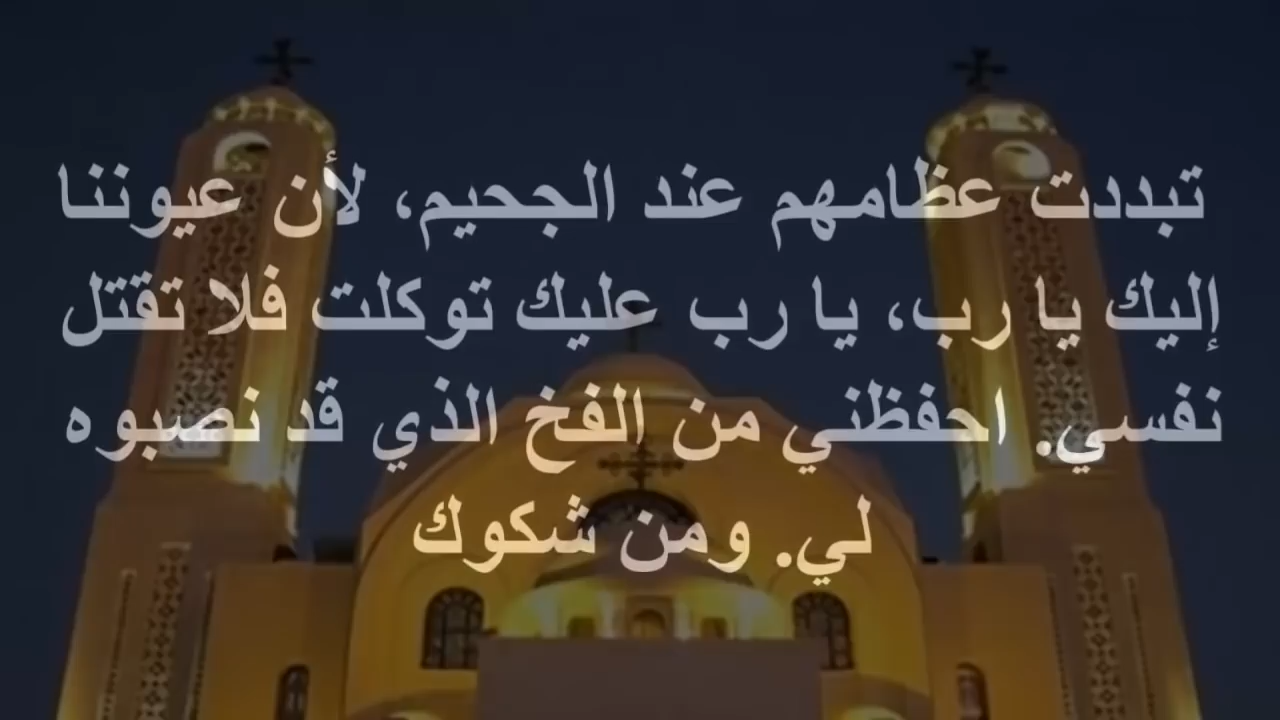 تبددت عظامهم عند الجحيم، لأن عيوننا
إليك يا رب، يا رب عليك توكلت فلا تقتل
نفسي. احفظني من الفخ الذي قد نصبوه
لي. ومن شكوك